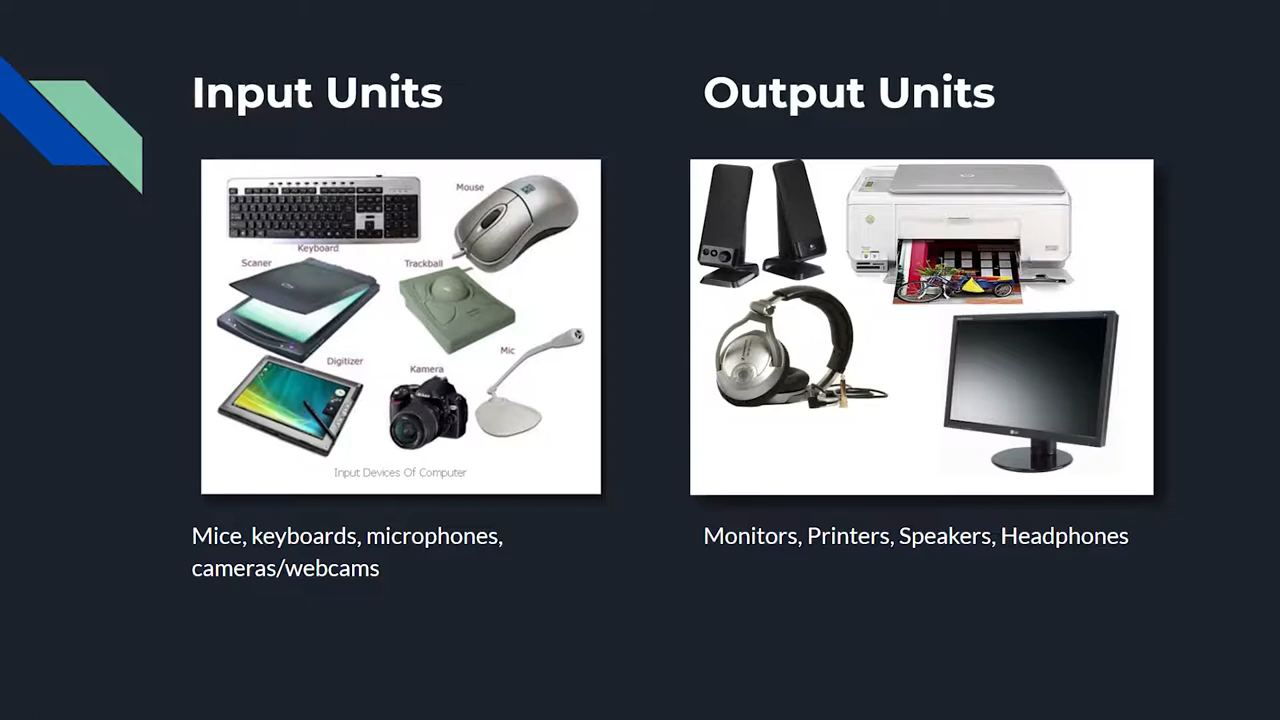 Input Units
Output Units
Mouse
Keyboard
Scaner
Trackball
Mic
Digitizer
Kamera
Input Devices Of Computer
Mice, keyboards, microphones,
cameras/webcams
Monitors, Printers, Speakers, Headphones